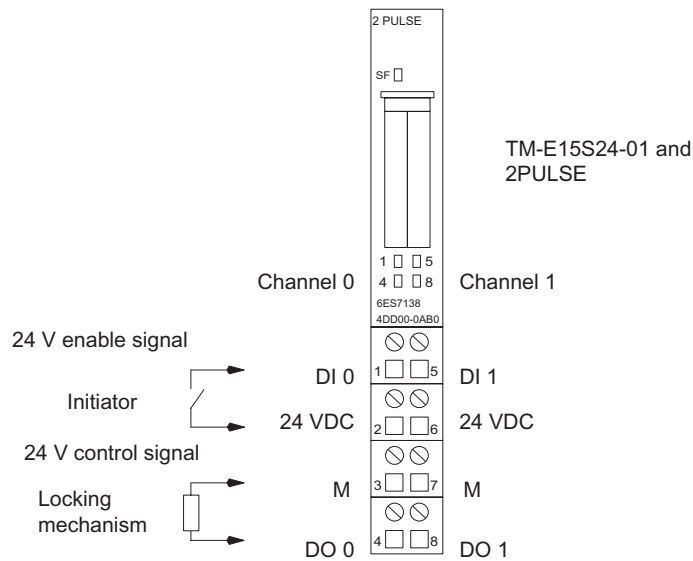 2 PULSE
SF
TM-E15S24-01 and
2PULSE
1 5
Channel 0 4 8 Channel 1
6ES7138
4DD00-0AB0
24 V enable signal
DI 0 1 5 DI 1
Initiator
24 VDC 2 6 24 VDC
24 V control signal
M 3 7 M
Locking
mechanism
DO 0 4 8 DO 1